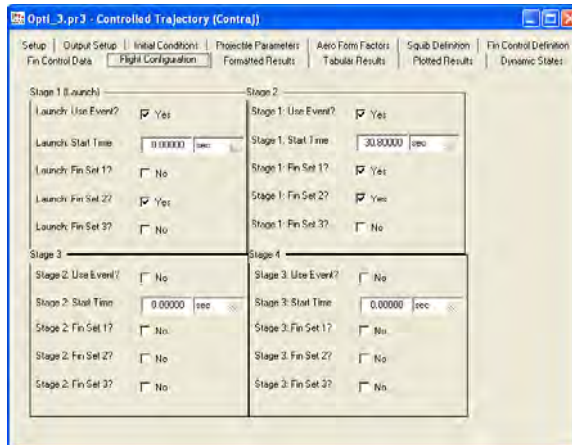 Opti_3.pr3 - Controlled Trajectory (Contraj)
Setup Output Setup Initial Conditions Projectile Parameters Aero Form Factors Squib Definition Fin Control Definition
Fin Control Data Flight Configuration Formatted Results Tabular Results Plotted Results Dynamic States
Stage 1 (Launch)
Launch: Use Event? Yes
Launch: Start Time 0.00000 sec
Launch: Fin Set 1? No
Launch: Fin Set 2? Yes
Launch: Fin Set 3? No
Stage 2
Stage 1: Use Event? Yes
Stage 1: Start Time 30.80000 sec
Stage 1: Fin Set 1? Yes
Stage 1: Fin Set 2? Yes
Stage 1: Fin Set 3? No
Stage 3
Stage 2: Use Event? No
Stage 2: Start Time 0.00000 sec
Stage 2: Fin Set 1? No
Stage 2: Fin Set 2? No
Stage 2: Fin Set 3? No
Stage 4
Stage 3: Use Event? No
Stage 3: Start Time 0.00000 sec
Stage 3: Fin Set 1? No
Stage 3: Fin Set 2? No
Stage 3: Fin Set 3? No